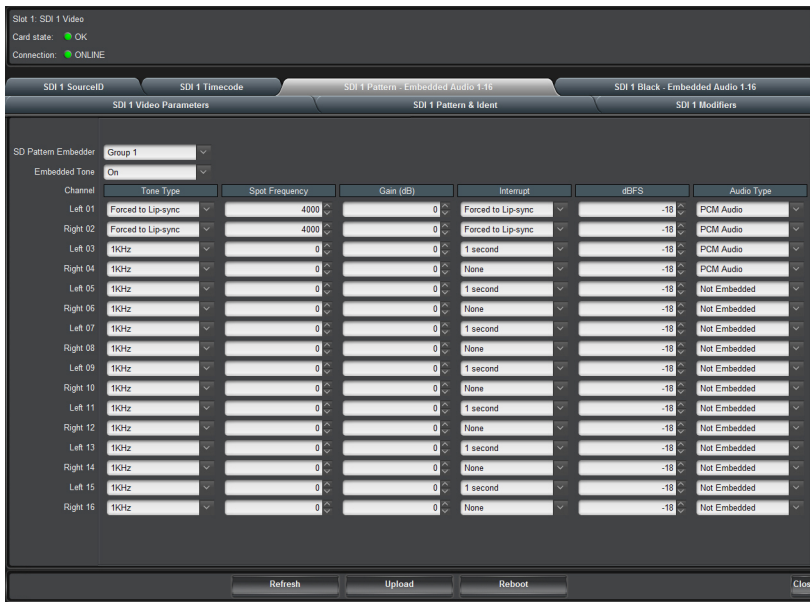 Slot 1: SDI 1 Video
Card state: OK
Connection: ONLINE
SDI 1 SourceID SDI 1 Timecode SDI 1 Pattern - Embedded Audio 1-16 SDI 1 Black - Embedded Audio 1-16
SDI 1 Video Parameters SDI 1 Pattern & Ident SDI 1 Modifiers
SD Pattern Embedder Group 1
Embedded Tone On
Channel Tone Type Spot Frequency Gain (dB) Interrupt dBFS Audio Type
Left 01 Forced to Lip-sync 4000 0 Forced to Lip-sync -18 PCM Audio
Right 02 Forced to Lip-sync 4000 0 Forced to Lip-sync -18 PCM Audio
Left 03 1KHz 0 0 1 second -18 PCM Audio
Right 04 1KHz 0 0 None -18 PCM Audio
Left 05 1KHz 0 0 1 second -18 Not Embedded
Right 06 1KHz 0 0 None -18 Not Embedded
Left 07 1KHz 0 0 1 second -18 Not Embedded
Right 08 1KHz 0 0 None -18 Not Embedded
Left 09 1KHz 0 0 1 second -18 Not Embedded
Right 10 1KHz 0 0 None -18 Not Embedded
Left 11 1KHz 0 0 1 second -18 Not Embedded
Right 12 1KHz 0 0 None -18 Not Embedded
Left 13 1KHz 0 0 1 second -18 Not Embedded
Right 14 1KHz 0 0 None -18 Not Embedded
Left 15 1KHz 0 0 1 second -18 Not Embedded
Right 16 1KHz 0 0 None -18 Not Embedded
Refresh Upload Reboot Clos